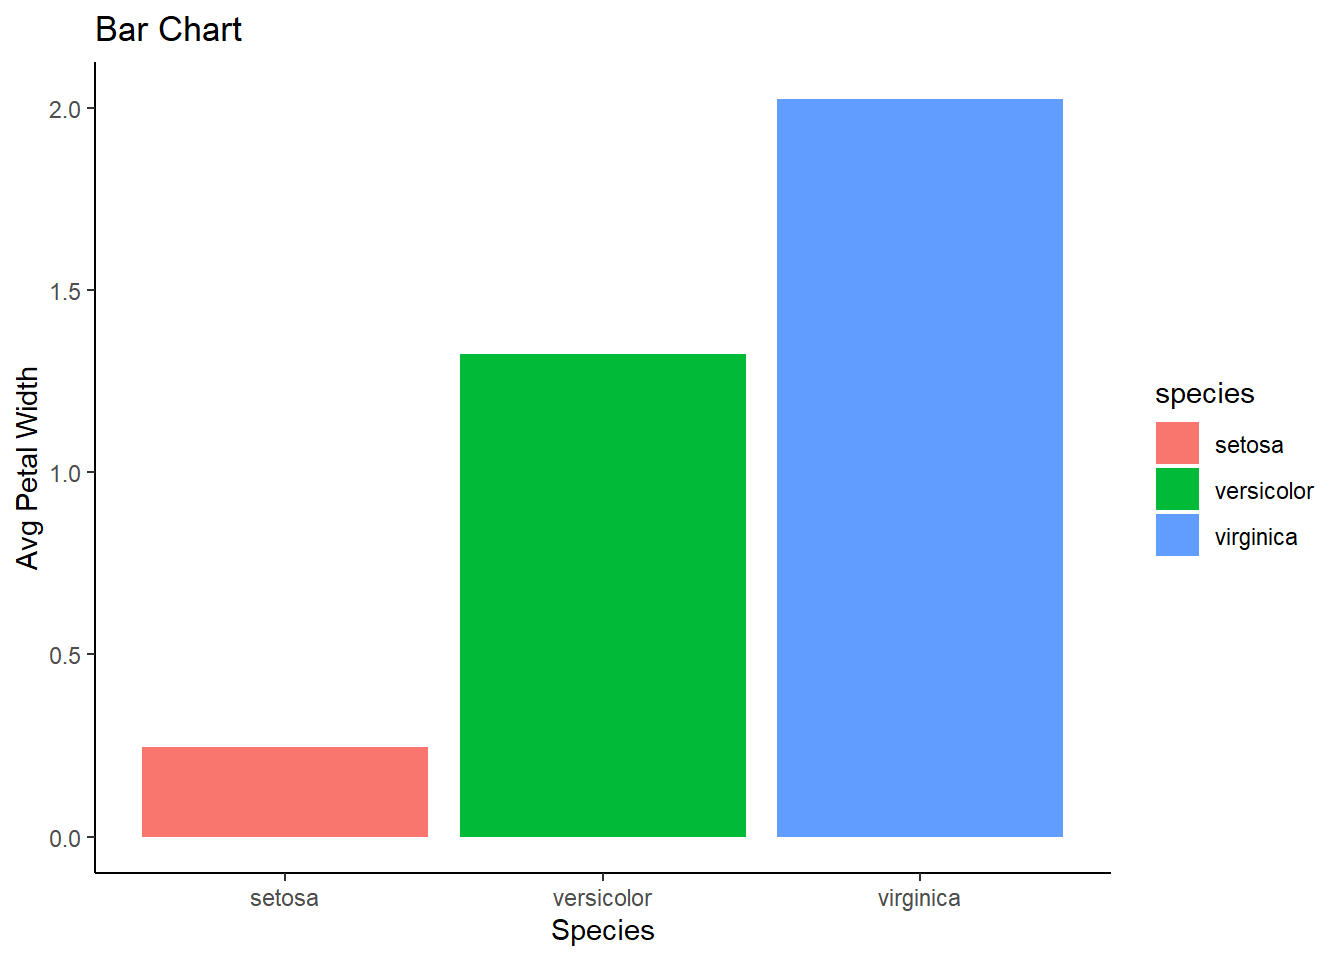 Bar Chart
Avg Petal Width
2.0
1.5
1.0
0.5
0.0
setosa
versicolor
virginica
Species
species
setosa
versicolor
virginica